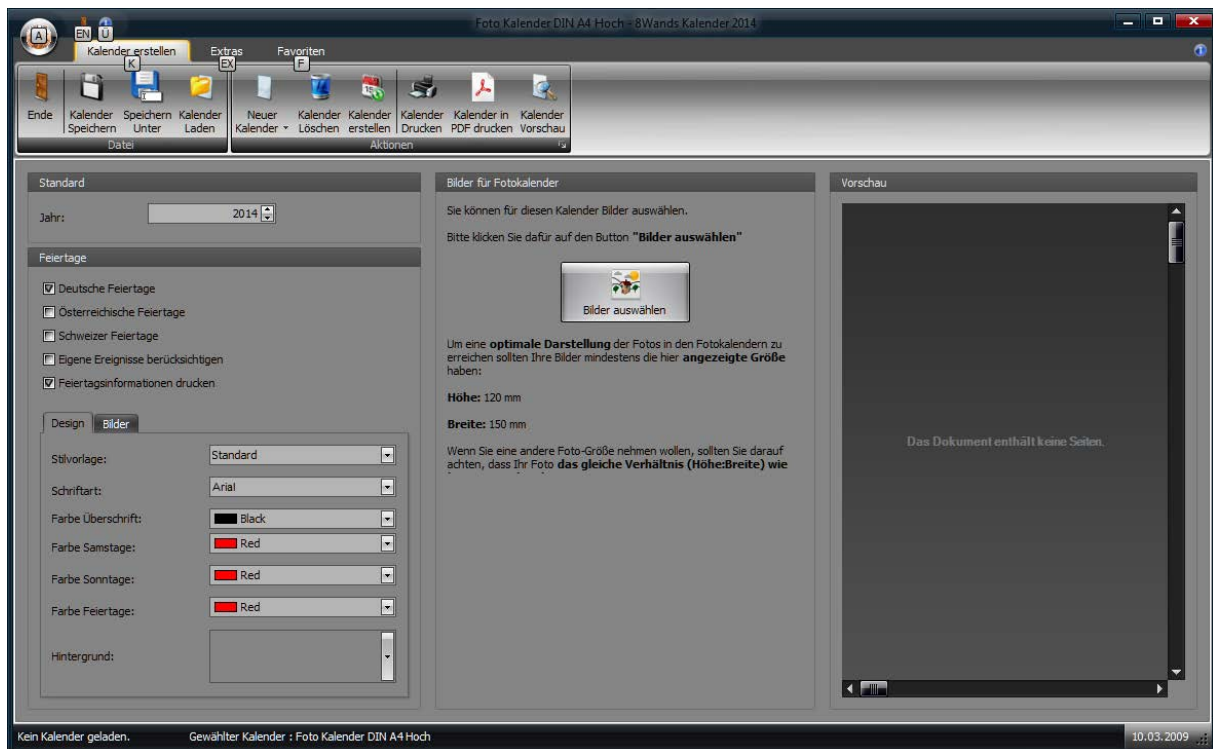 Foto Kalender DIN A4 Hoch - 8Wands Kalender 2014
A
EN Ü
Kalender erstellen Extras Favoriten
K EX F
Ende
Kalender Speichern
Speichern Unter
Kalender Laden
Neuer Kalender
Kalender Löschen
Kalender erstellen
Kalender Drucken
Kalender in PDF drucken
Kalender Vorschau
Datei Aktionen
Standard
Jahr: 2014
Feiertage
Deutsche Feiertage
Österreichische Feiertage
Schweizer Feiertage
Eigene Ereignisse berücksichtigen
Feiertagsinformationen drucken
Design Bilder
Stilvorlage: Standard
Schriftart: Arial
Farbe Überschrift: Black
Farbe Samstage: Red
Farbe Sonntage: Red
Farbe Feiertage: Red
Hintergrund:
Bilder für Fotokalender
Sie können für diesen Kalender Bilder auswählen.
Bitte klicken Sie dafür auf den Button "Bilder auswählen"
Bilder auswählen
Um eine optimale Darstellung der Fotos in den Fotokalendern zu
erreichen sollten Ihre Bilder mindestens die hier angezeigte Größe
haben:
Höhe: 120 mm
Breite: 150 mm
Wenn Sie eine andere Foto-Größe nehmen wollen, sollten Sie darauf
achten, dass Ihr Foto das gleiche Verhältnis (Höhe:Breite) wie
Vorschau
Das Dokument enthält keine Seiten.
Kein Kalender geladen. Gewählter Kalender : Foto Kalender DIN A4 Hoch 10.03.2009